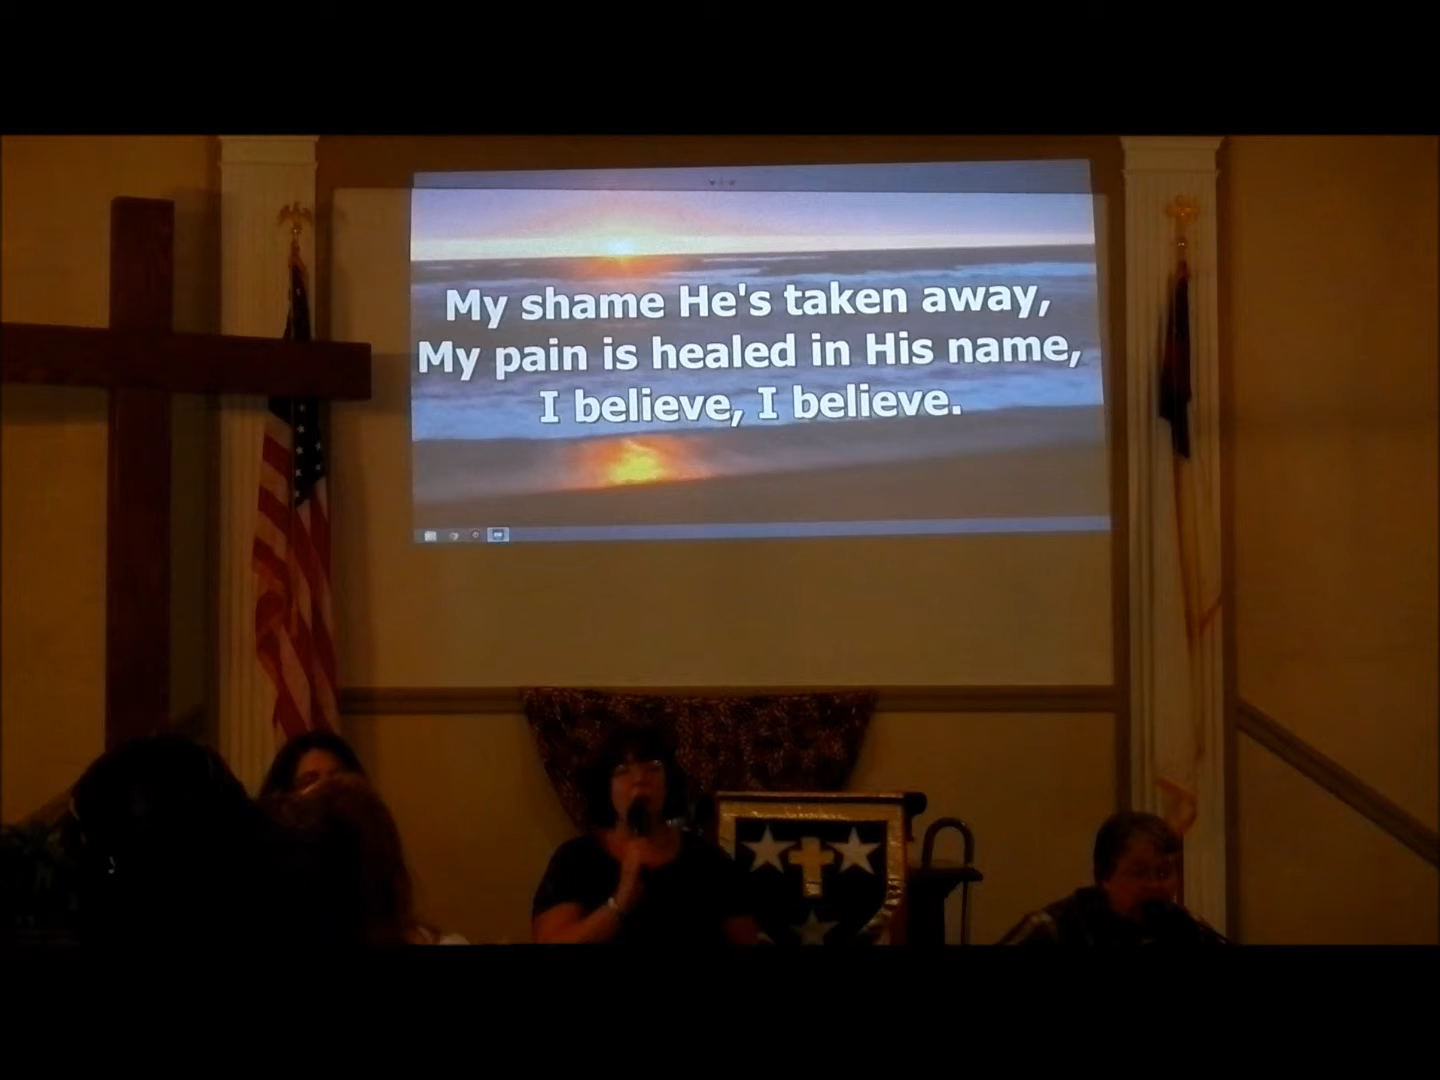 My shame He's taken away,
My pain is healed in His name,
I believe, I believe.